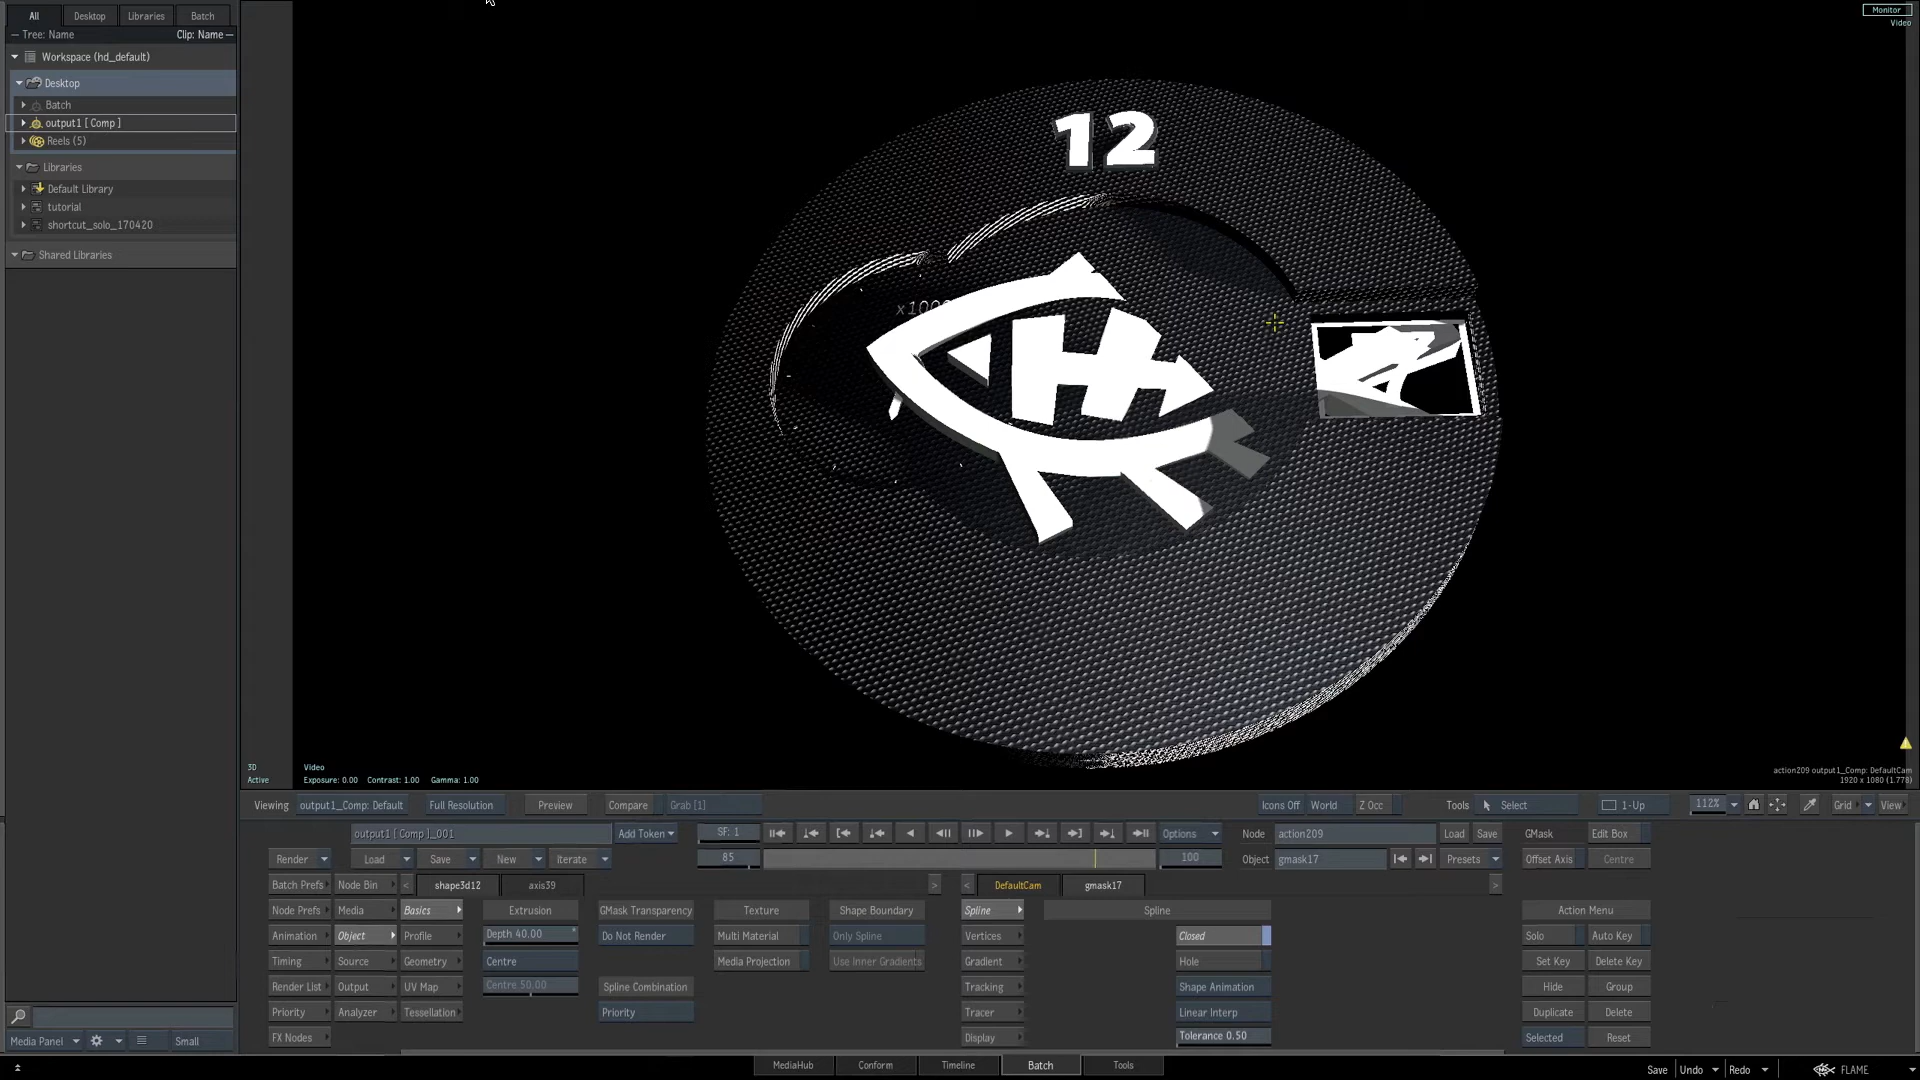 All Desktop Libraries Batch
Tree: Name Clip: Name
Workspace (hd_default)
Desktop
Batch
output1 [ Comp ]
Reels (5)
Libraries
Default Library
tutorial
shortcut_solo_170420
Shared Libraries
Monitor
Video
12
3D Video
Active Exposure: 0.00 Contrast: 1.00 Gamma: 1.00
action209 output1_Comp: DefaultCam
1920 x 1080 (1.778)
Viewing output1_Comp: Default Full Resolution Preview Compare Grab [1] Icons Off World Z Occ Tools Select 1-Up 112% Grid View
output1 [ Comp ]_001 Add Token SF: 1 Options Node action209 Load Save GMask Edit Box
Render Load Save New Iterate 85 100 Object gmask17 Presets Offset Axis Centre
Batch Prefs Node Bin < shape3d12 axis39 > < DefaultCam gmask17 >
Node Prefs Media Basics Extrusion GMask Transparency Texture Shape Boundary Spline Spline Action Menu
Animation Object Profile Depth 40.00 Do Not Render Multi Material Only Spline Vertices Closed Solo Auto Key
Timing Source Geometry Centre Media Projection Use Inner Gradients Gradient Hole Set Key Delete Key
Render List Output UV Map Centre 50.00 Spline Combination Tracking Shape Animation Hide Group
Priority Analyzer Tessellation Priority Tracer Linear Interp Duplicate Delete
FX Nodes Display Tolerance 0.50 Selected Reset
Media Panel Small
MediaHub Conform Timeline Batch Tools
Save Undo Redo FLAME